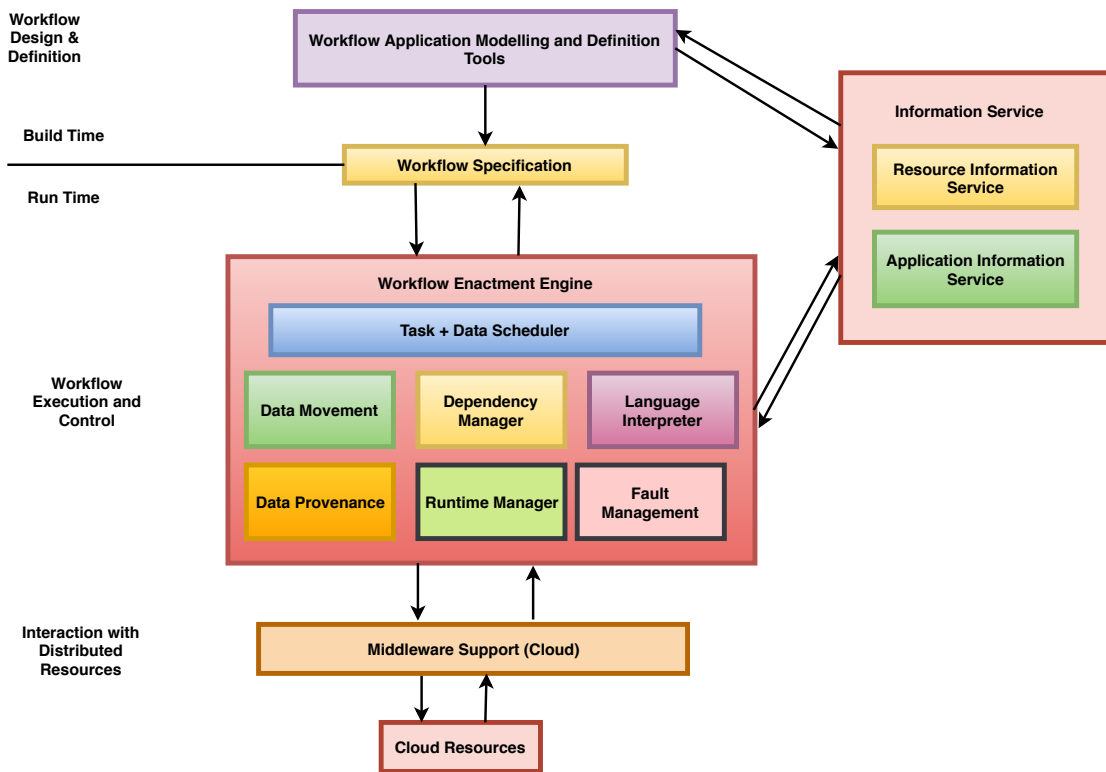 Workflow
Design &
Definition
Workflow Application Modelling and Definition
Tools
Information Service
Build Time
Workflow Specification
Resource Information
Service
Run Time
Application Information
Service
Workflow Enactment Engine
Task + Data Scheduler
Workflow
Execution and
Control
Data Movement
Dependency
Manager
Language
Interpreter
Data Provenance
Runtime Manager
Fault
Management
Interaction with
Distributed
Resources
Middleware Support (Cloud)
Cloud Resources